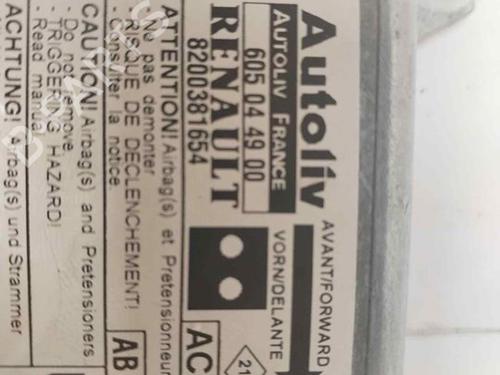 Autoliv
AUTOLIV FRANCE
605 04 49 00
RENAULT
8200381654
AVANT/FORWARD
VORN/DELANTE
ATTENTION! Airbag(s) et Pretensionneur
- Ne pas demonter
RISQUE DE DECLENCHEMENT!
- Consulter la notice
AC
21
AB
CAUTION! Airbag(s) and Pretensioners
- Do not remove
- TRIGGERING HAZARD!
- Read manual
ACHTUNG! Airbag(s) und Strammer